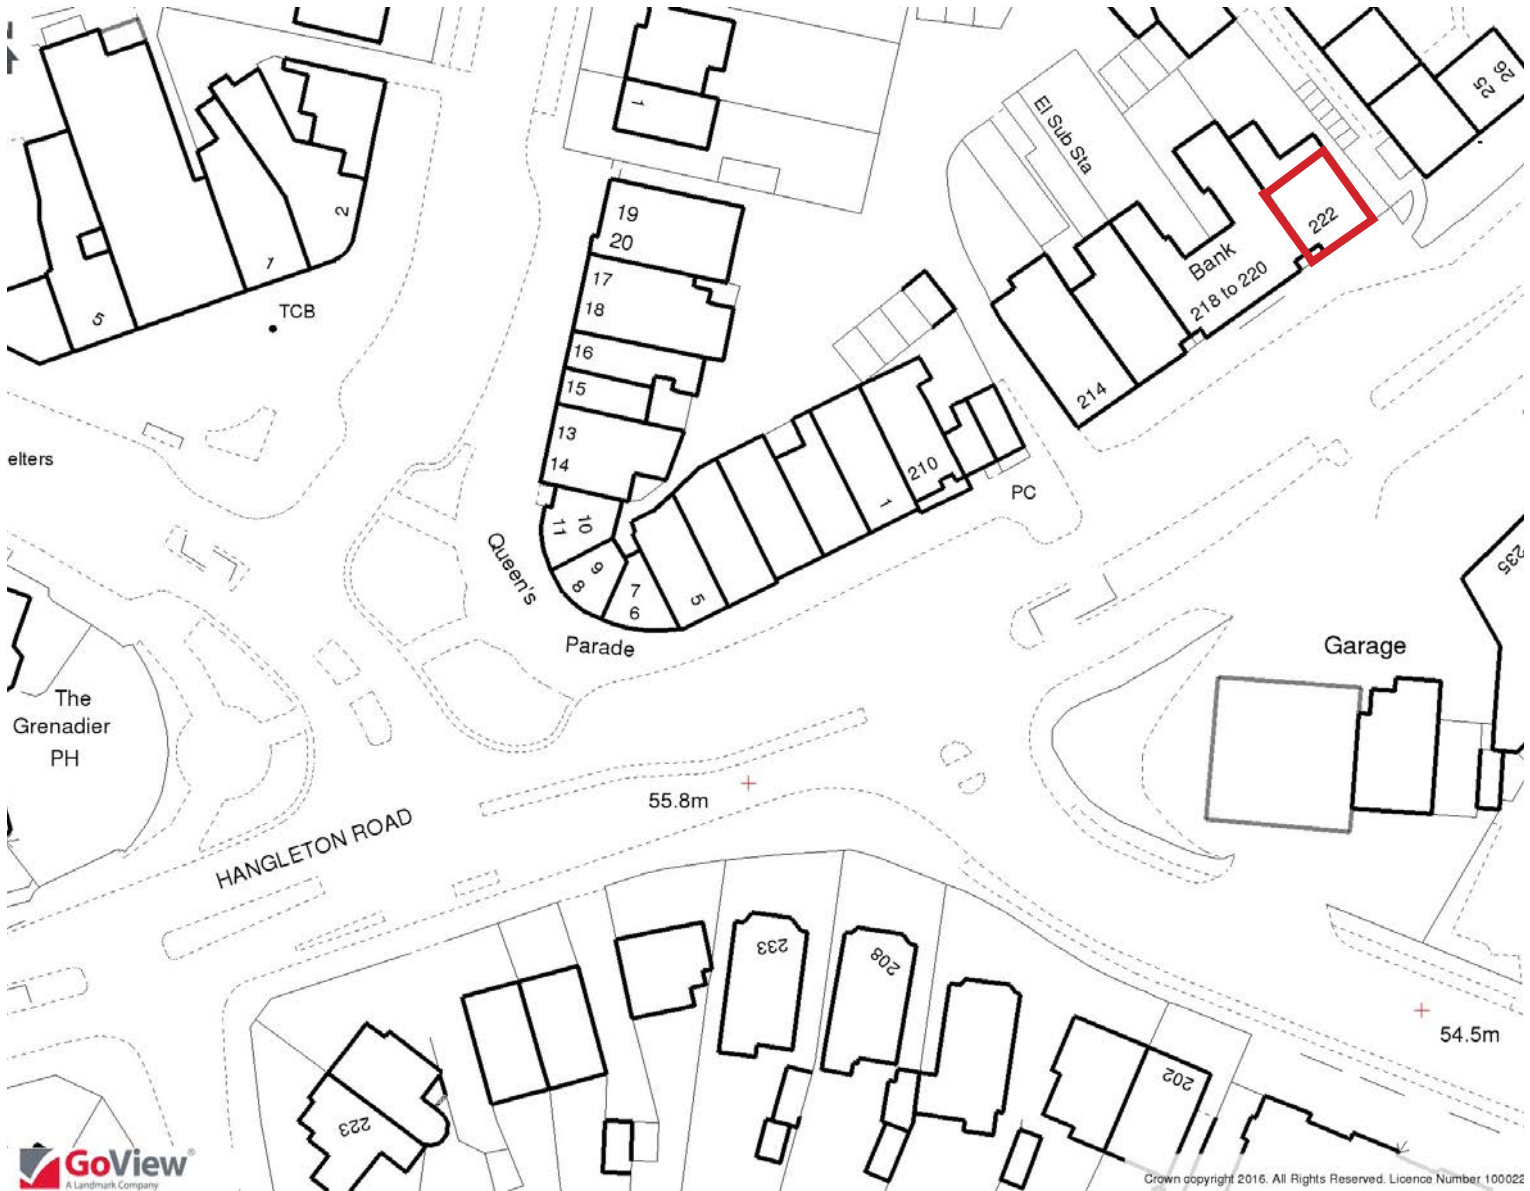 26
25
1
El Sub Sta
222
Bank
218 to 220
2
1
5
TCB
19
20
17
18
16
15
13
14
214
210
1
PC
elters
11
10
9
8
7
6
5
Queen's
Parade
235
Garage
The
Grenadier
PH
55.8m
HANGLETON ROAD
233
208
54.5m
202
223
GoView®
A Landmark Company
Crown copyright 2016. All Rights Reserved. Licence Number 100022